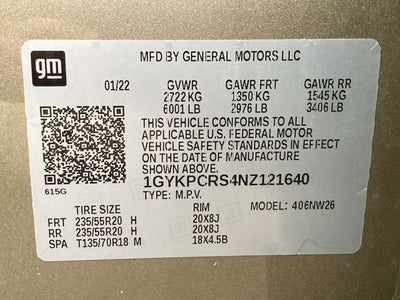 gm
MFD BY GENERAL MOTORS LLC
01/22 GVWR GAWR FRT GAWR RR
2722 KG 1350 KG 1545 KG
6001 LB 2976 LB 3406 LB
THIS VEHICLE CONFORMS TO ALL
APPLICABLE U.S. FEDERAL MOTOR
VEHICLE SAFETY STANDARDS IN EFFECT
ON THE DATE OF MANUFACTURE
SHOWN ABOVE.
615G
1GYKPCRS4NZ121640
TYPE: M.P.V. MODEL: 406NW26
TIRE SIZE RIM
FRT 235/55R20 H 20X8J
RR 235/55R20 H 20X8J
SPA T135/70R18 M 18X4.5B